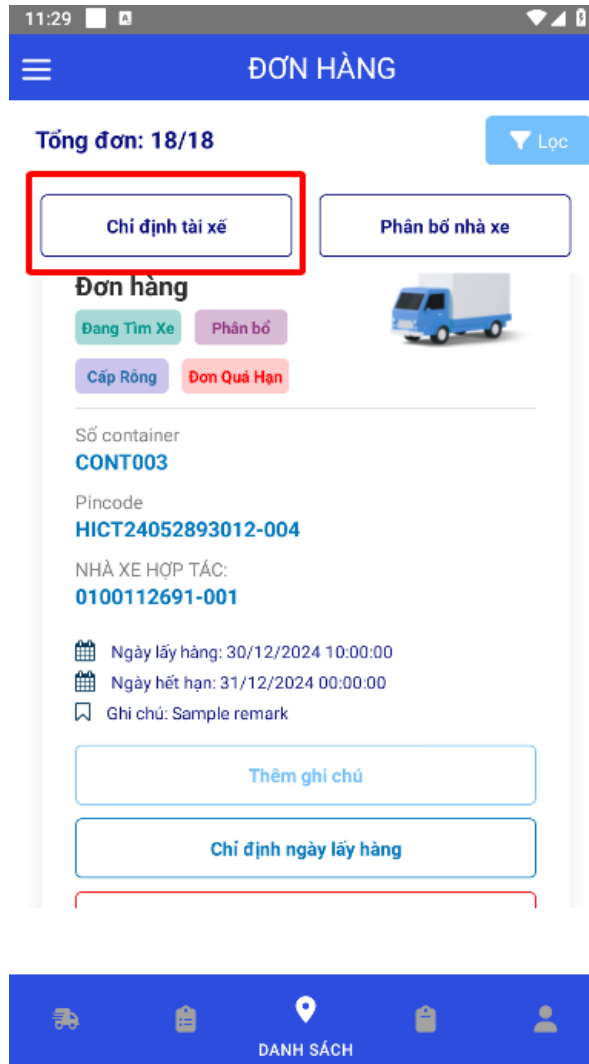 11:29
ĐƠN HÀNG
Tổng đơn: 18/18
Lọc
Chỉ định tài xế
Phân bổ nhà xe
Đơn hàng
Đang Tìm Xe
Phân bổ
Cấp Rỗng
Đơn Quá Hạn
Số container
CONT003
Pincode
HICT24052893012-004
NHÀ XE HỢP TÁC:
0100112691-001
Ngày lấy hàng: 30/12/2024 10:00:00
Ngày hết hạn: 31/12/2024 00:00:00
Ghi chú: Sample remark
Thêm ghi chú
Chỉ định ngày lấy hàng
DANH SÁCH